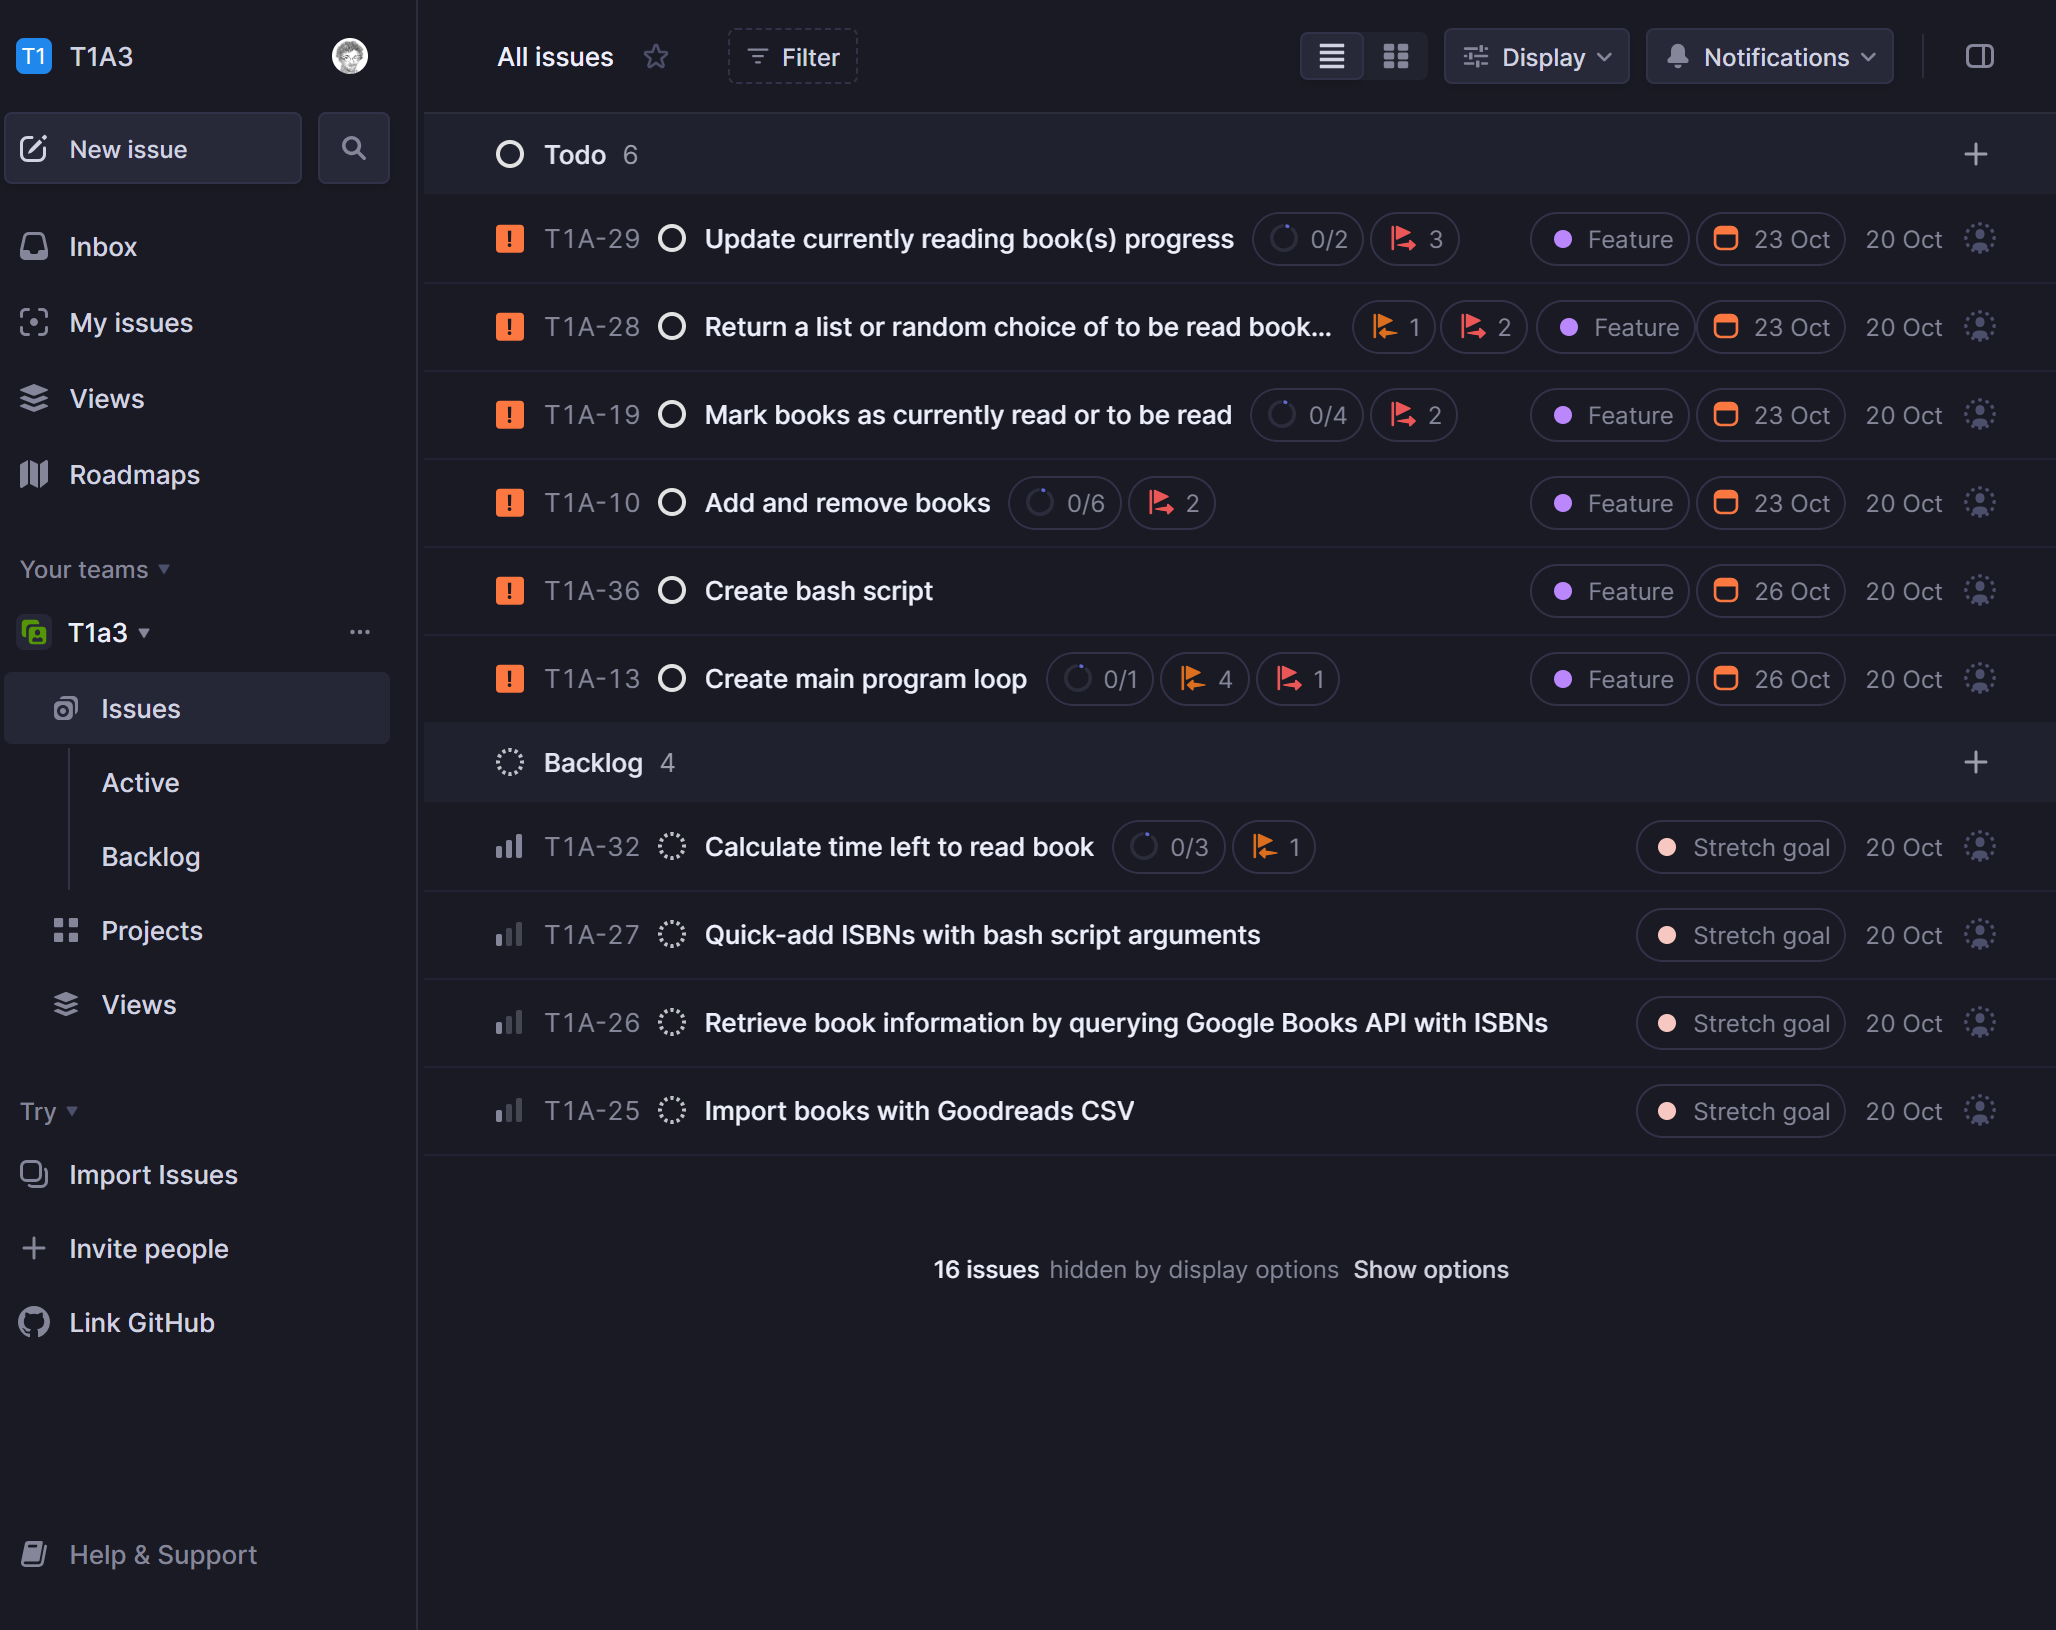 T1 T1A3
New issue
Inbox
My issues
Views
Roadmaps
Your teams
T1a3
Issues
Active
Backlog
Projects
Views
Try
Import Issues
Invite people
Link GitHub
Help & Support
All issues Filter Display Notifications
Todo 6
T1A-29 Update currently reading book(s) progress 0/2 3 Feature 23 Oct 20 Oct
T1A-28 Return a list or random choice of to be read book... 1 2 Feature 23 Oct 20 Oct
T1A-19 Mark books as currently read or to be read 0/4 2 Feature 23 Oct 20 Oct
T1A-10 Add and remove books 0/6 2 Feature 23 Oct 20 Oct
T1A-36 Create bash script Feature 26 Oct 20 Oct
T1A-13 Create main program loop 0/1 4 1 Feature 26 Oct 20 Oct
Backlog 4
T1A-32 Calculate time left to read book 0/3 1 Stretch goal 20 Oct
T1A-27 Quick-add ISBNs with bash script arguments Stretch goal 20 Oct
T1A-26 Retrieve book information by querying Google Books API with ISBNs Stretch goal 20 Oct
T1A-25 Import books with Goodreads CSV Stretch goal 20 Oct
16 issues hidden by display options Show options